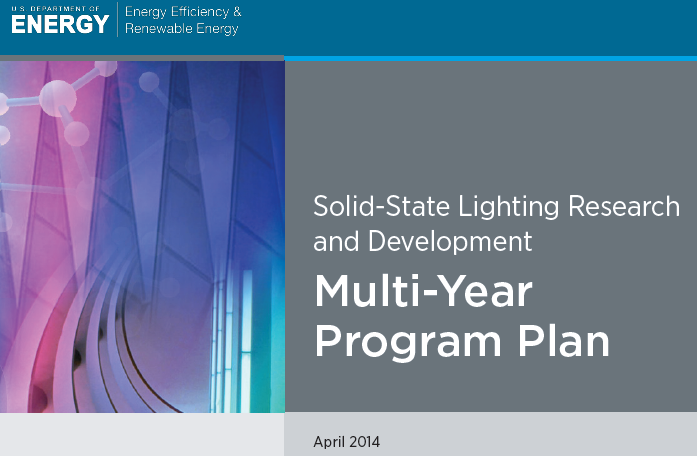 U.S. DEPARTMENT OF
ENERGY
Energy Efficiency &
Renewable Energy
Solid-State Lighting Research
and Development
Multi-Year
Program Plan
April 2014